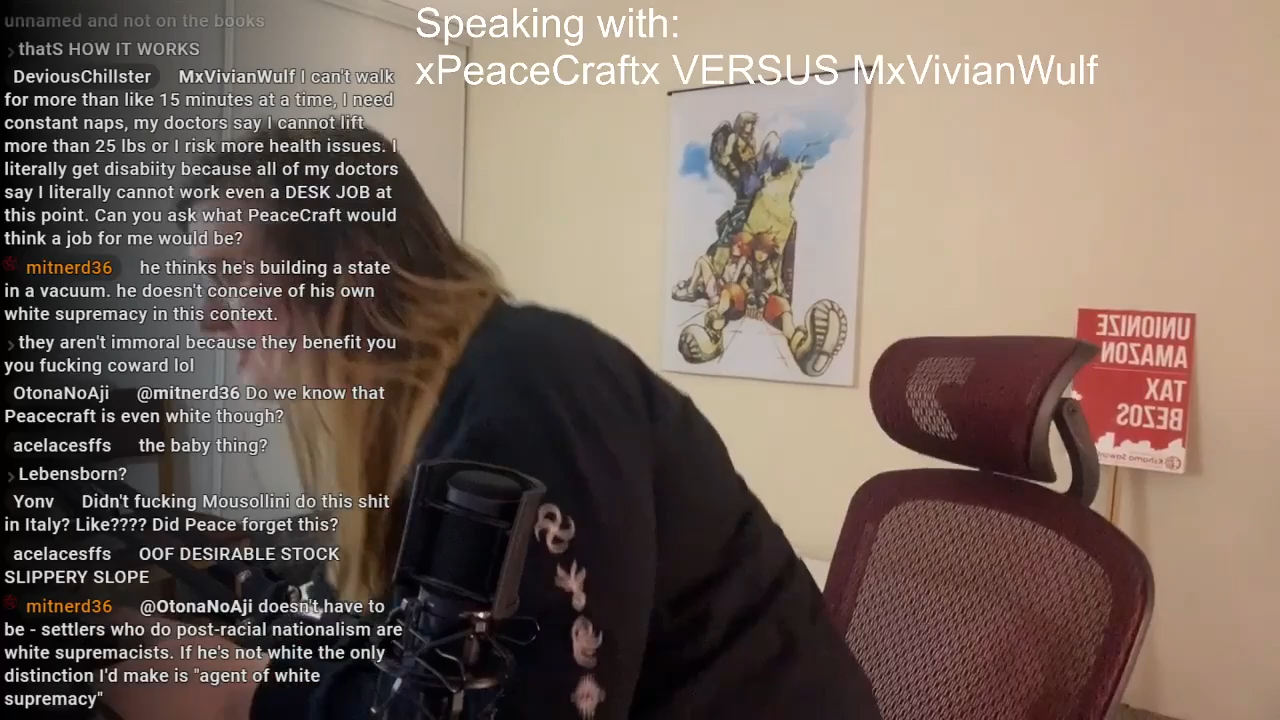 Speaking with:
xPeaceCraftx VERSUS MxVivianWulf
unnamed and not on the books
thatS HOW IT WORKS
DeviousChillster MxVivianWulf I can't walk
for more than like 15 minutes at a time, I need
constant naps, my doctors say I cannot lift
more than 25 lbs or I risk more health issues. I
literally get disabiity because all of my doctors
say I literally cannot work even a DESK JOB at
this point. Can you ask what PeaceCraft would
think a job for me would be?
mitnerd36 he thinks he's building a state
in a vacuum. he doesn't conceive of his own
white supremacy in this context.
they aren't immoral because they benefit you
you fucking coward lol
OtonaNoAji @mitnerd36 Do we know that
Peacecraft is even white though?
acelacesffs the baby thing?
Lebensborn?
Yonv Didn't fucking Mousollini do this shit
in Italy? Like???? Did Peace forget this?
acelacesffs OOF DESIRABLE STOCK
SLIPPERY SLOPE
mitnerd36 @OtonaNoAji doesn't have to
be - settlers who do post-racial nationalism are
white supremacists. If he's not white the only
distinction I'd make is "agent of white
supremacy"
UNIONIZE
AMAZON
TAX
BEZOS
Kshama Sawant